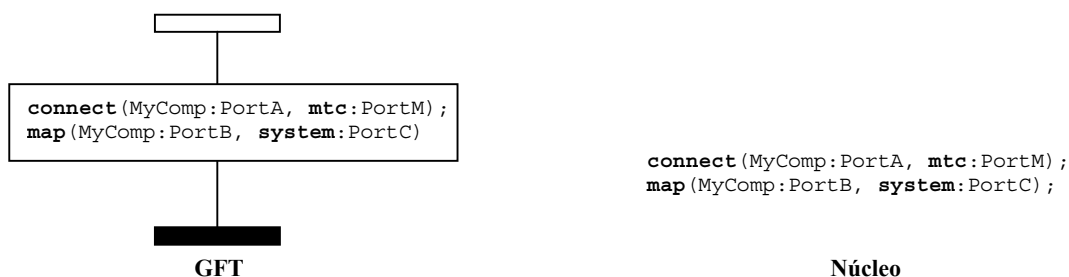 connect(MyComp:PortA, mtc:PortM);
map(MyComp:PortB, system:PortC)
connect(MyComp:PortA, mtc:PortM);
map(MyComp:PortB, system:PortC);
GFT
Núcleo